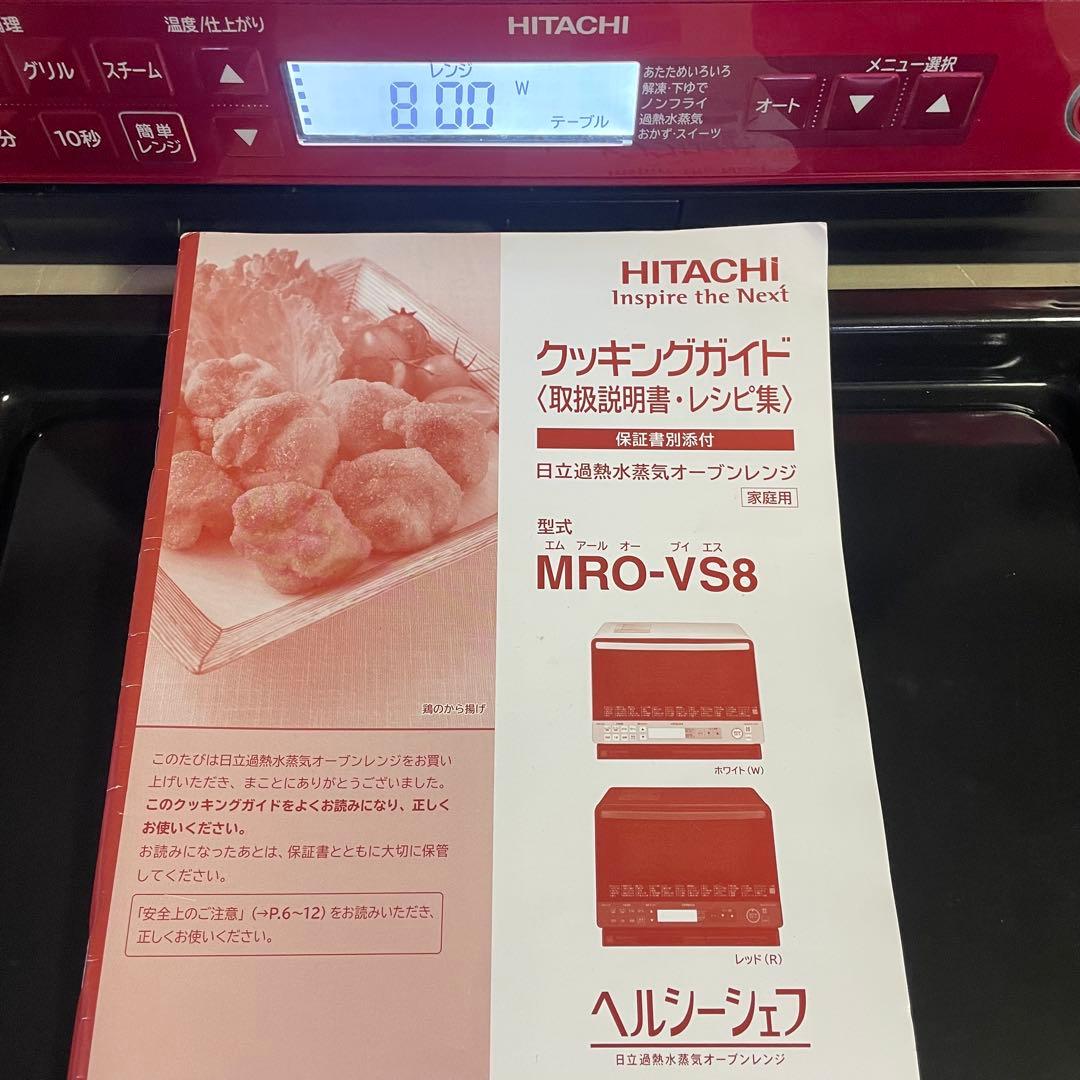 理
温度/仕上がり
HITACHI
グリル
スチーム
▲
レンジ
800 W
テーブル
あたためいろいろ
解凍・下ゆで
ノンフライ
過熱水蒸気
おかず・スイーツ
オート
メニュー選択
▼
▲
分
10秒
簡単
レンジ
▼
HITACHI
Inspire the Next
クッキングガイド
〈取扱説明書・レシピ集〉
保証書別添付
日立過熱水蒸気オーブンレンジ
家庭用
型式
エム アール オー ブイ エス
MRO-VS8
鶏のから揚げ
ホワイト(W)
このたびは日立過熱水蒸気オーブンレンジをお買い
上げいただき、まことにありがとうございました。
このクッキングガイドをよくお読みになり、正しく
お使いください。
お読みになったあとは、保証書とともに大切に保管
してください。
「安全上のご注意」(→P.6〜12)をお読みいただき、
正しくお使いください。
レッド(R)
ヘルシーシェフ
日立過熱水蒸気オーブンレンジ